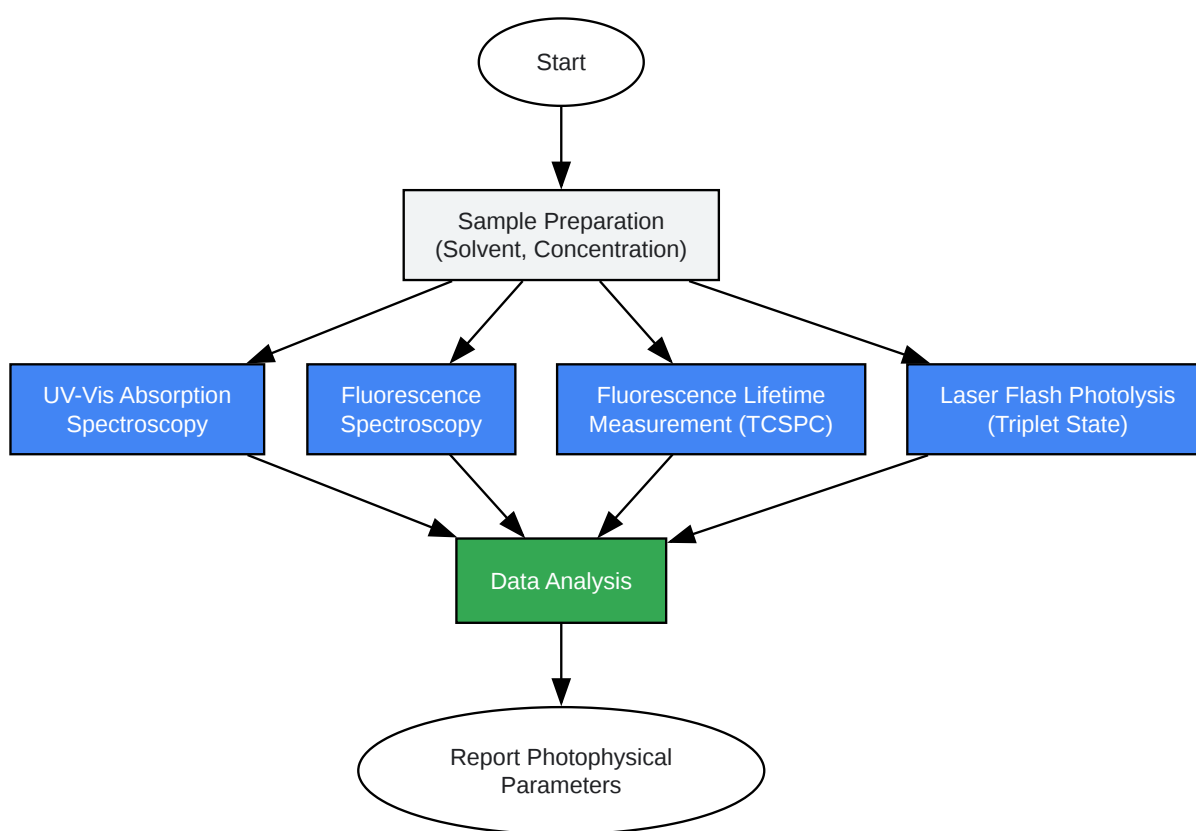 Start
Sample Preparation
(Solvent, Concentration)
UV-Vis Absorption
Spectroscopy
Fluorescence
Spectroscopy
Fluorescence Lifetime
Measurement (TCSPC)
Laser Flash Photolysis
(Triplet State)
Data Analysis
Report Photophysical
Parameters